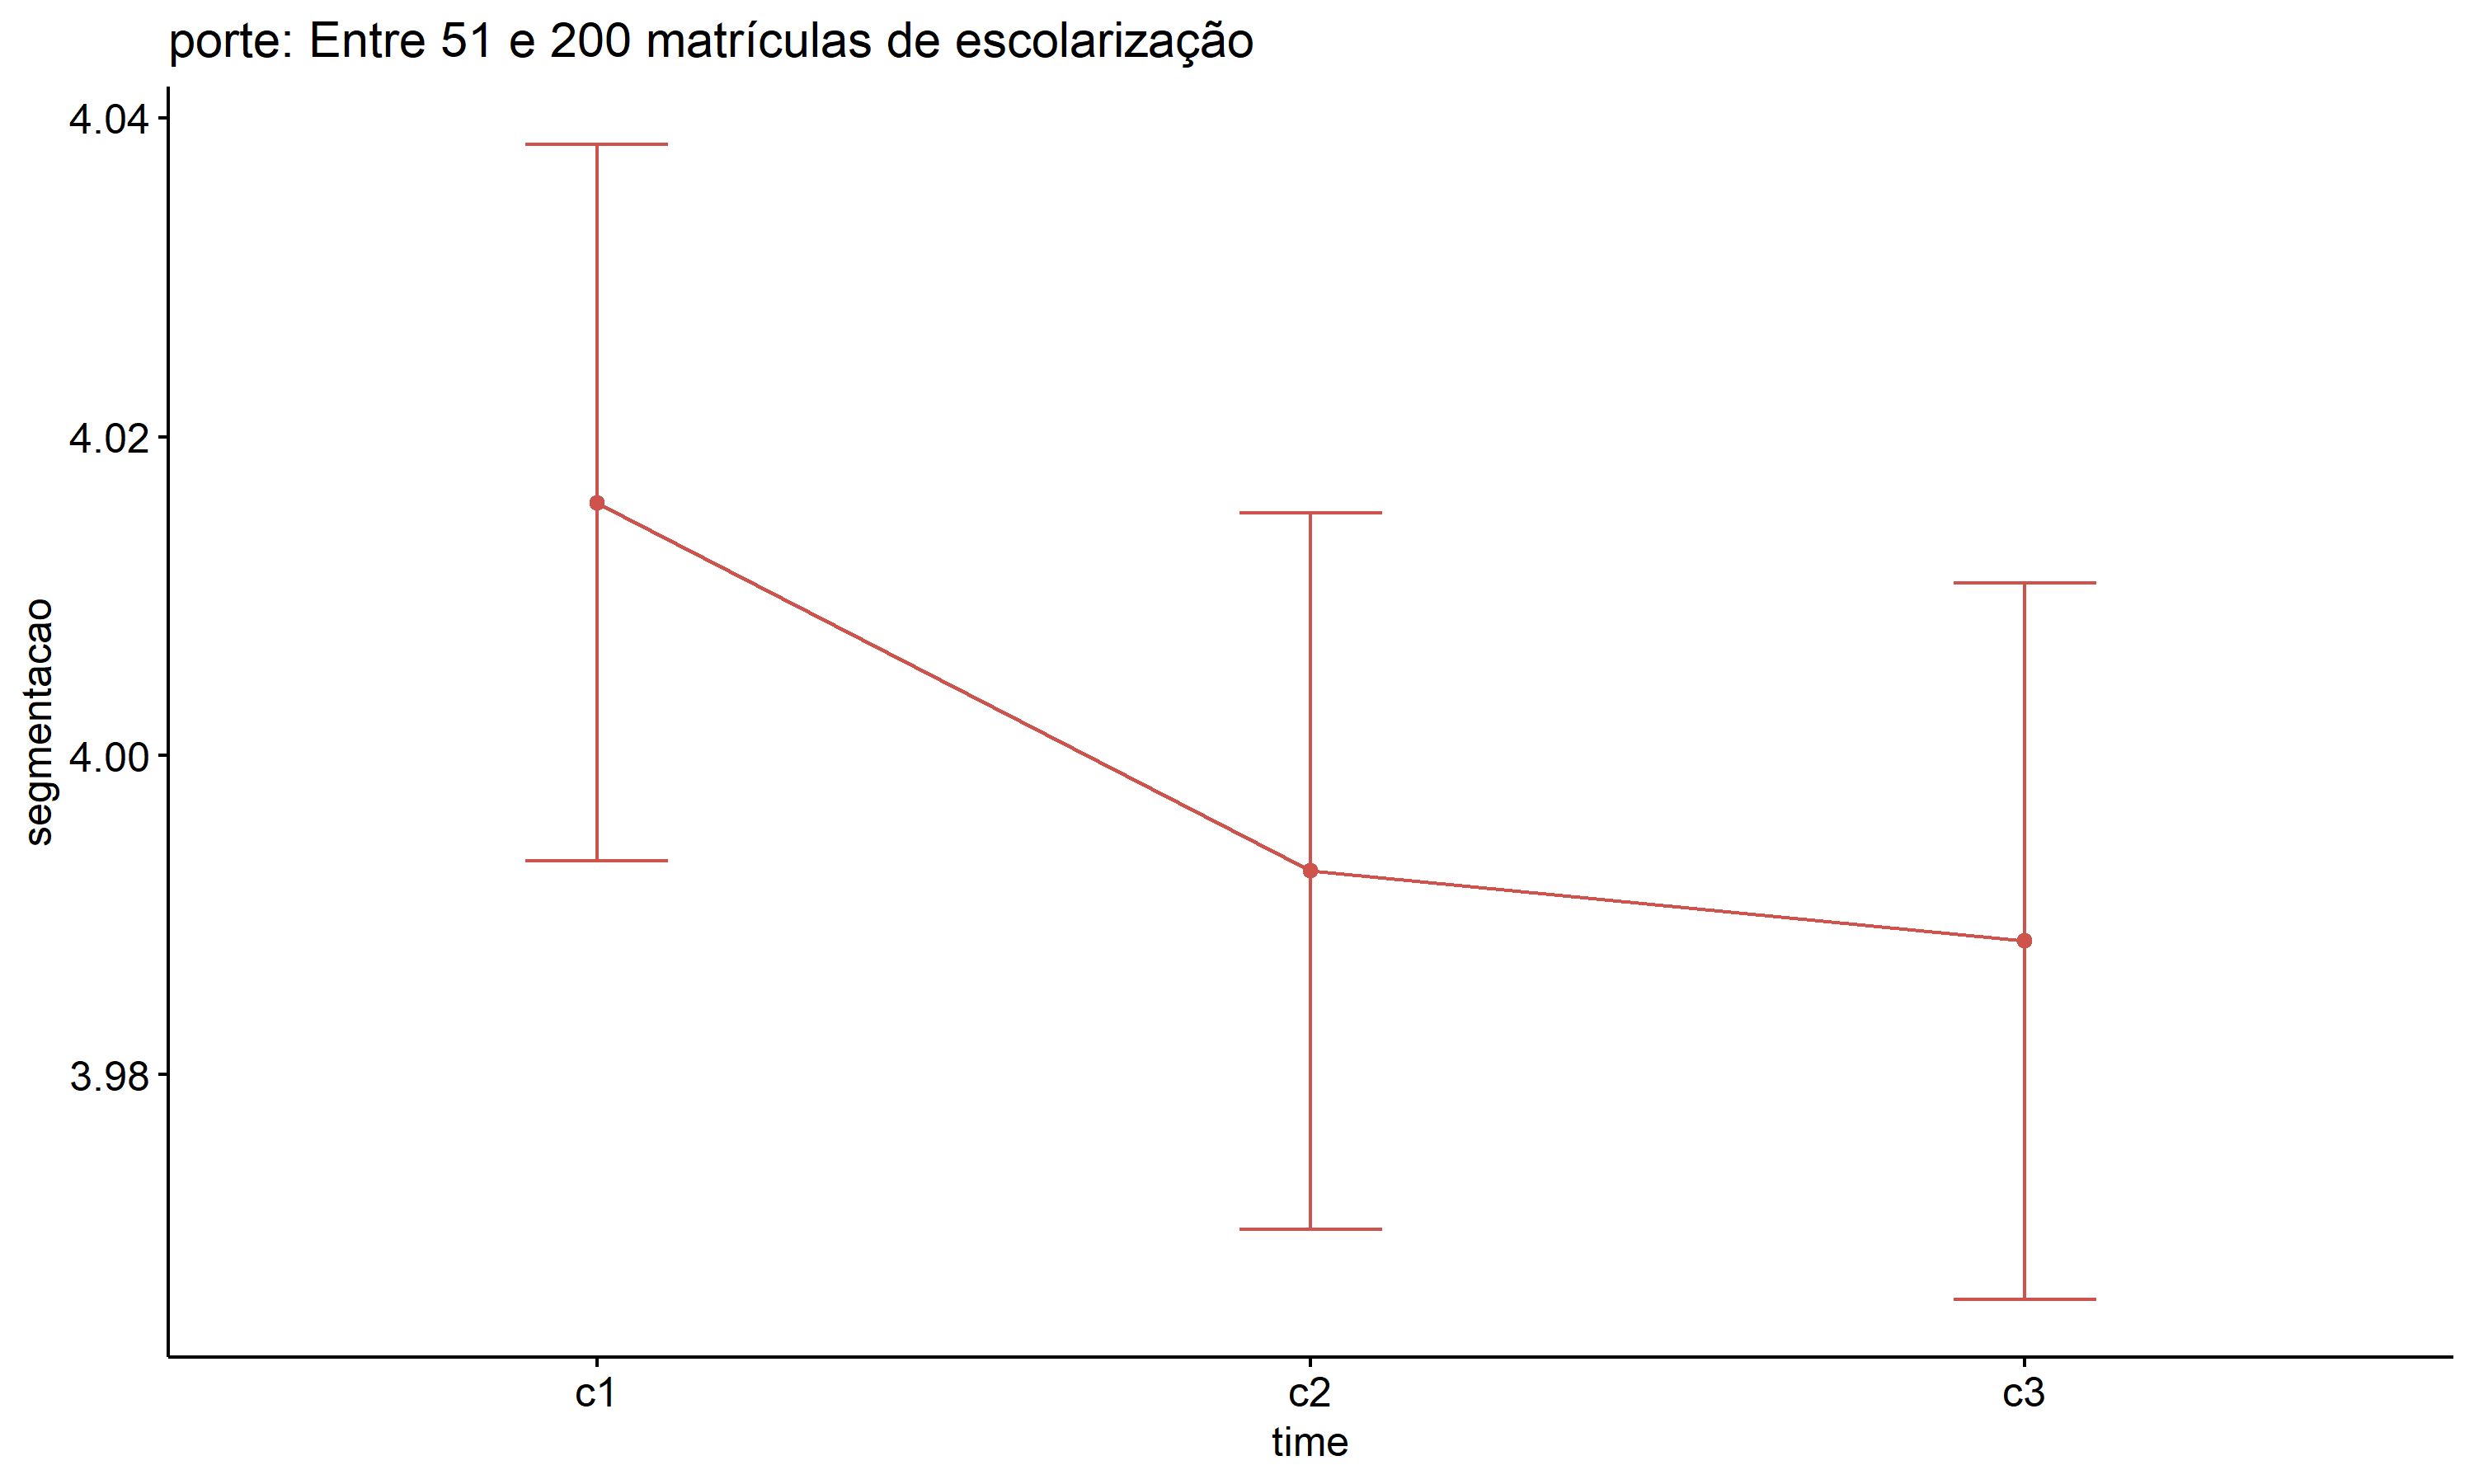 porte: Entre 51 e 200 matrículas de escolarização
4.04
4.02
4.00
3.98
segmentacao
c1
c2
c3
time